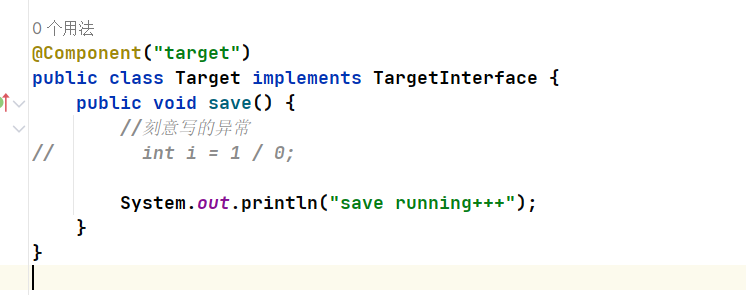 0 个用法
@Component("target")
public class Target implements TargetInterface {
public void save() {
//刻意写的异常
// int i = 1 / 0;
System.out.println("save running+++");
}
}